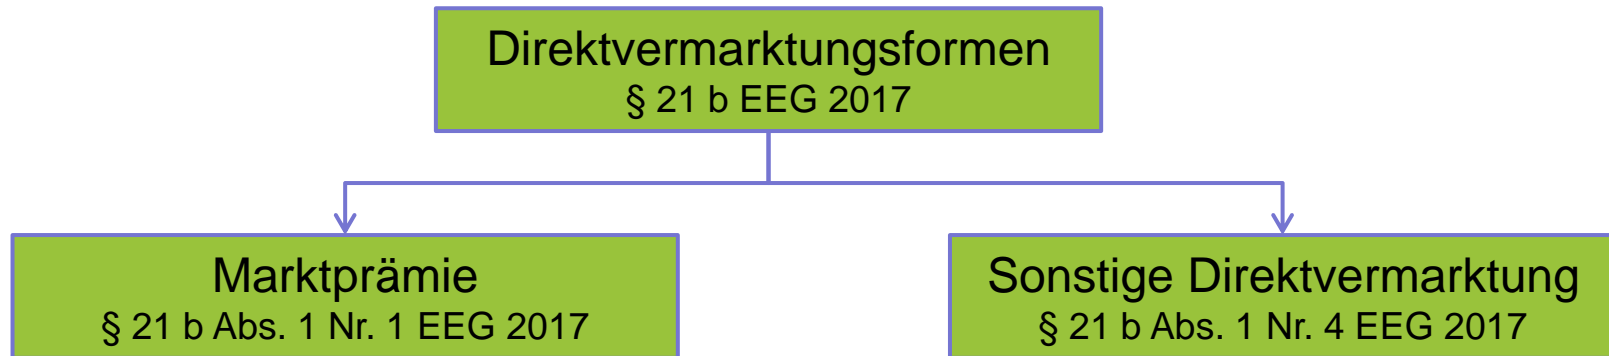 Direktvermarktungsformen
§ 21 b EEG 2017
Marktprämie
§ 21 b Abs. 1 Nr. 1 EEG 2017
Sonstige Direktvermarktung
§ 21 b Abs. 1 Nr. 4 EEG 2017